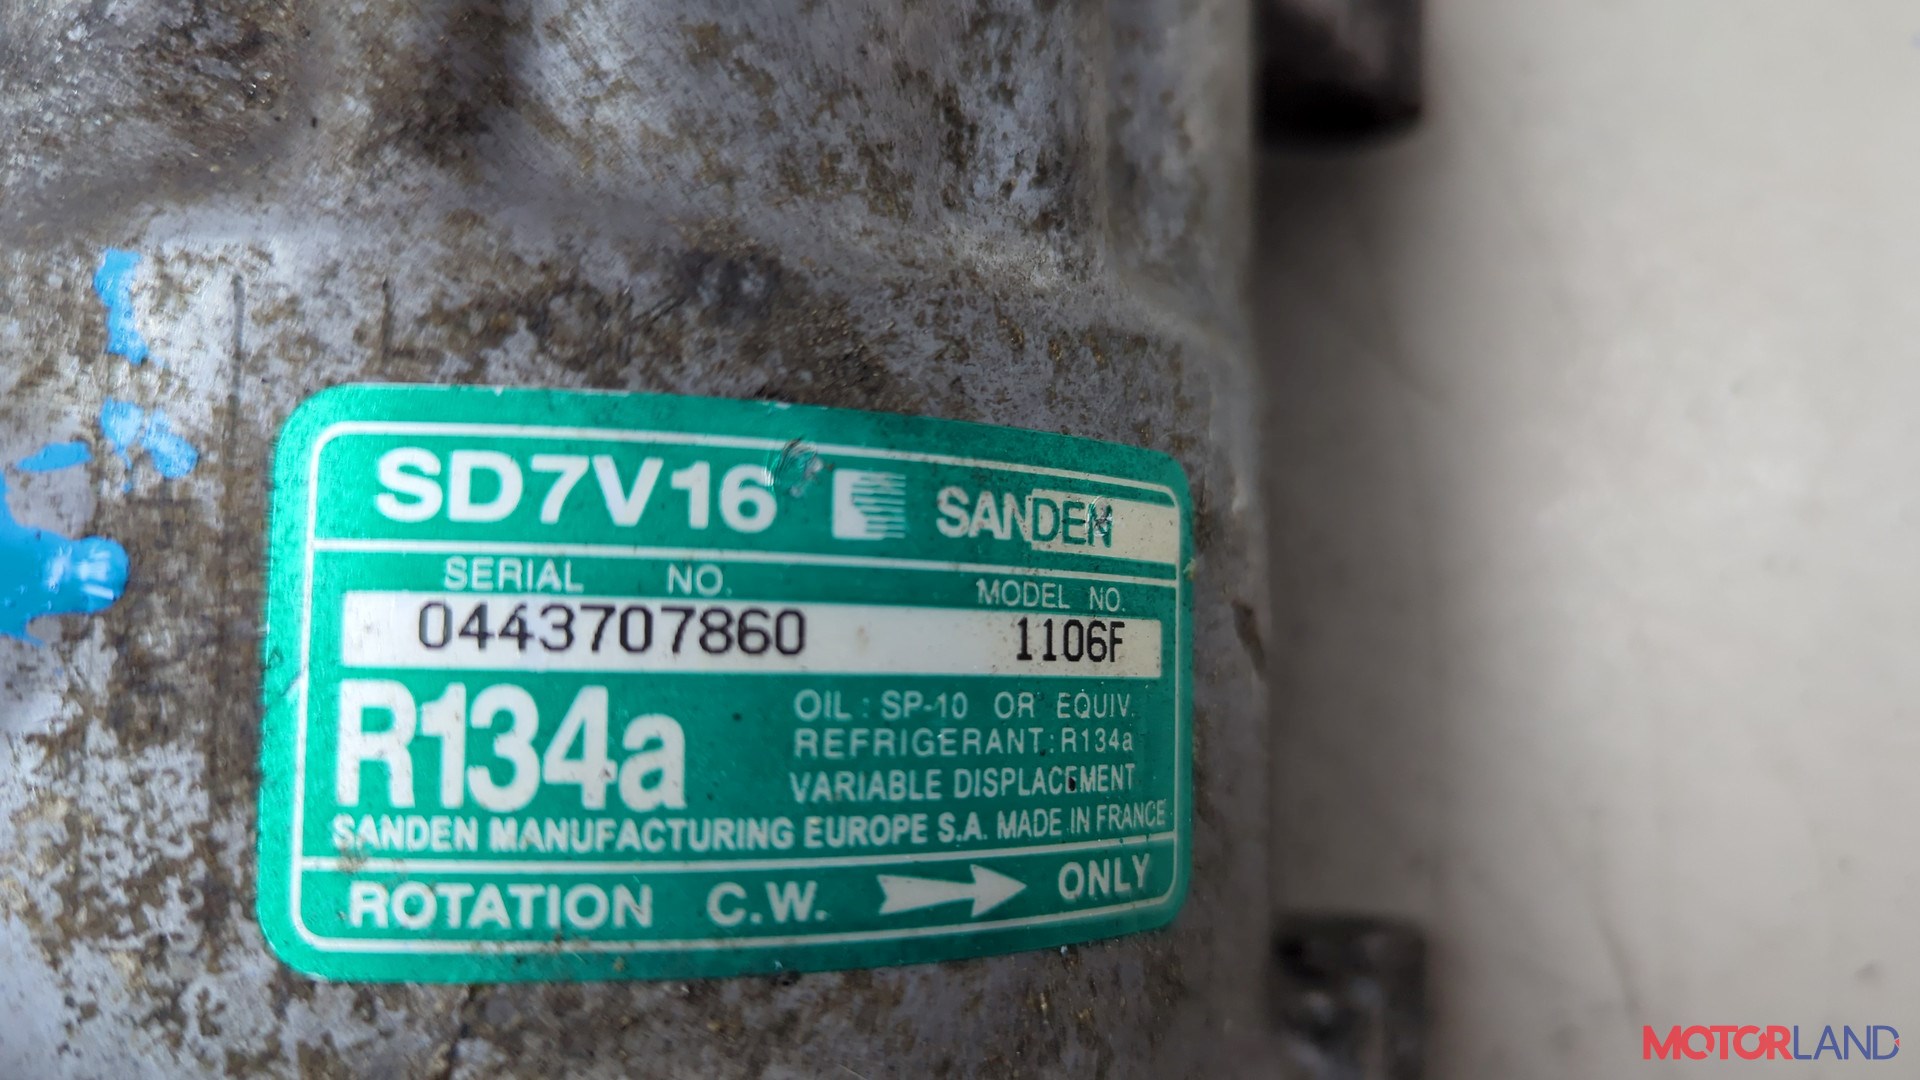 SD7V16 SANDEN
SERIAL NO. MODEL NO.
0443707860 1106F
R134a
OIL : SP-10 OR EQUIV.
REFRIGERANT : R134a
VARIABLE DISPLACEMENT
SANDEN MANUFACTURING EUROPE S.A. MADE IN FRANCE
ROTATION C.W. ONLY
MOTORLAND